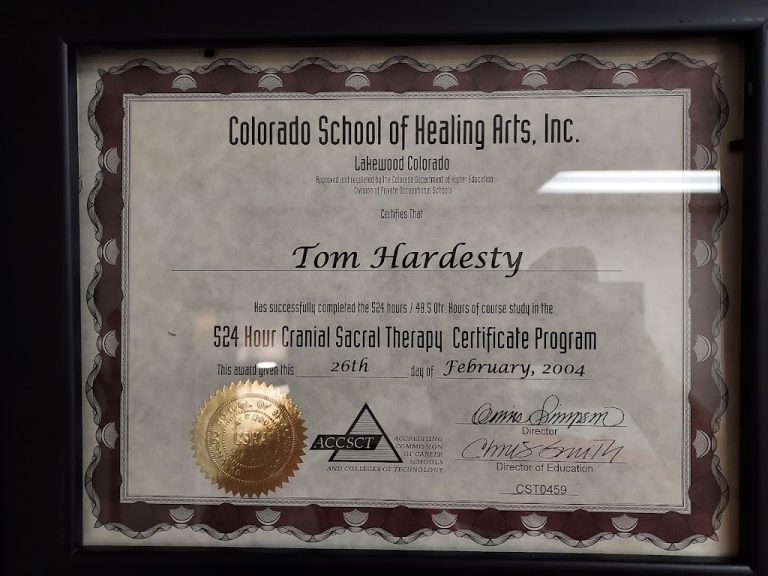 Colorado School of Healing Arts, Inc.
Lakewood Colorado
Approved and regulated by the Colorado Department of Higher Education
Division of Private Occupational Schools
Certifies That
Tom Hardesty
Has successfully completed the 524 hours / 48.5 Qtr. Hours of course study in the
524 Hour Cranial Sacral Therapy Certificate Program
This award given this 26th day of February, 2004
ACCSCT
ACCREDITING
COMMISSION
OF CAREER
SCHOOLS
AND COLLEGES OF TECHNOLOGY
Director
Chris Smith
Director of Education
CST0459